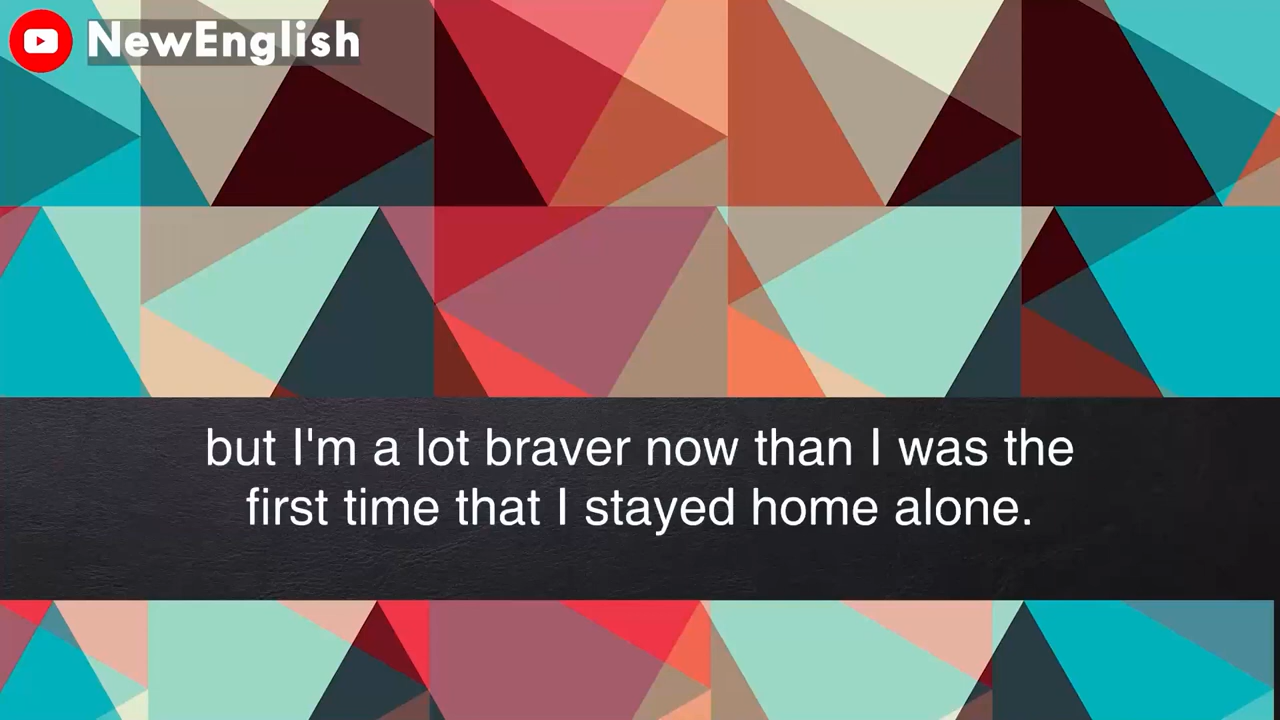 NewEnglish
but I'm a lot braver now than I was the
first time that I stayed home alone.